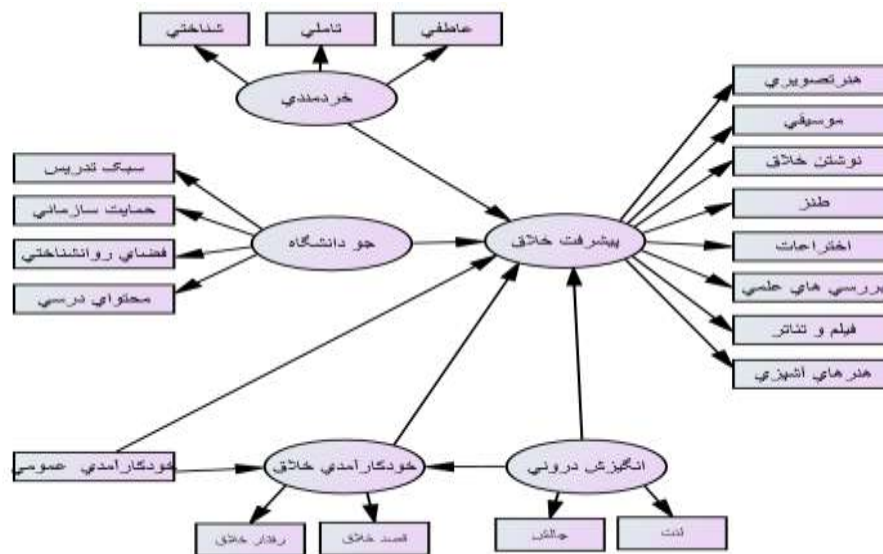 شناختي
تاملي
عاطفي
خردمندي
هنرتصويري
موسيقي
نوشتن خلاق
طنز
اختراعات
بررسي هاي علمي
فيلم و تئاتر
هنرهاي آشپزي
سبک تدريس
حمايت سازماني
فضاي روانشناختي
محتواي درسي
جو دانشگاه
پيشرفت خلاق
خودکارآمدي عمومي
خودکارآمدي خلاق
انگيزش دروني
رفتار خلاق
قصد خلاق
چالش
لذت